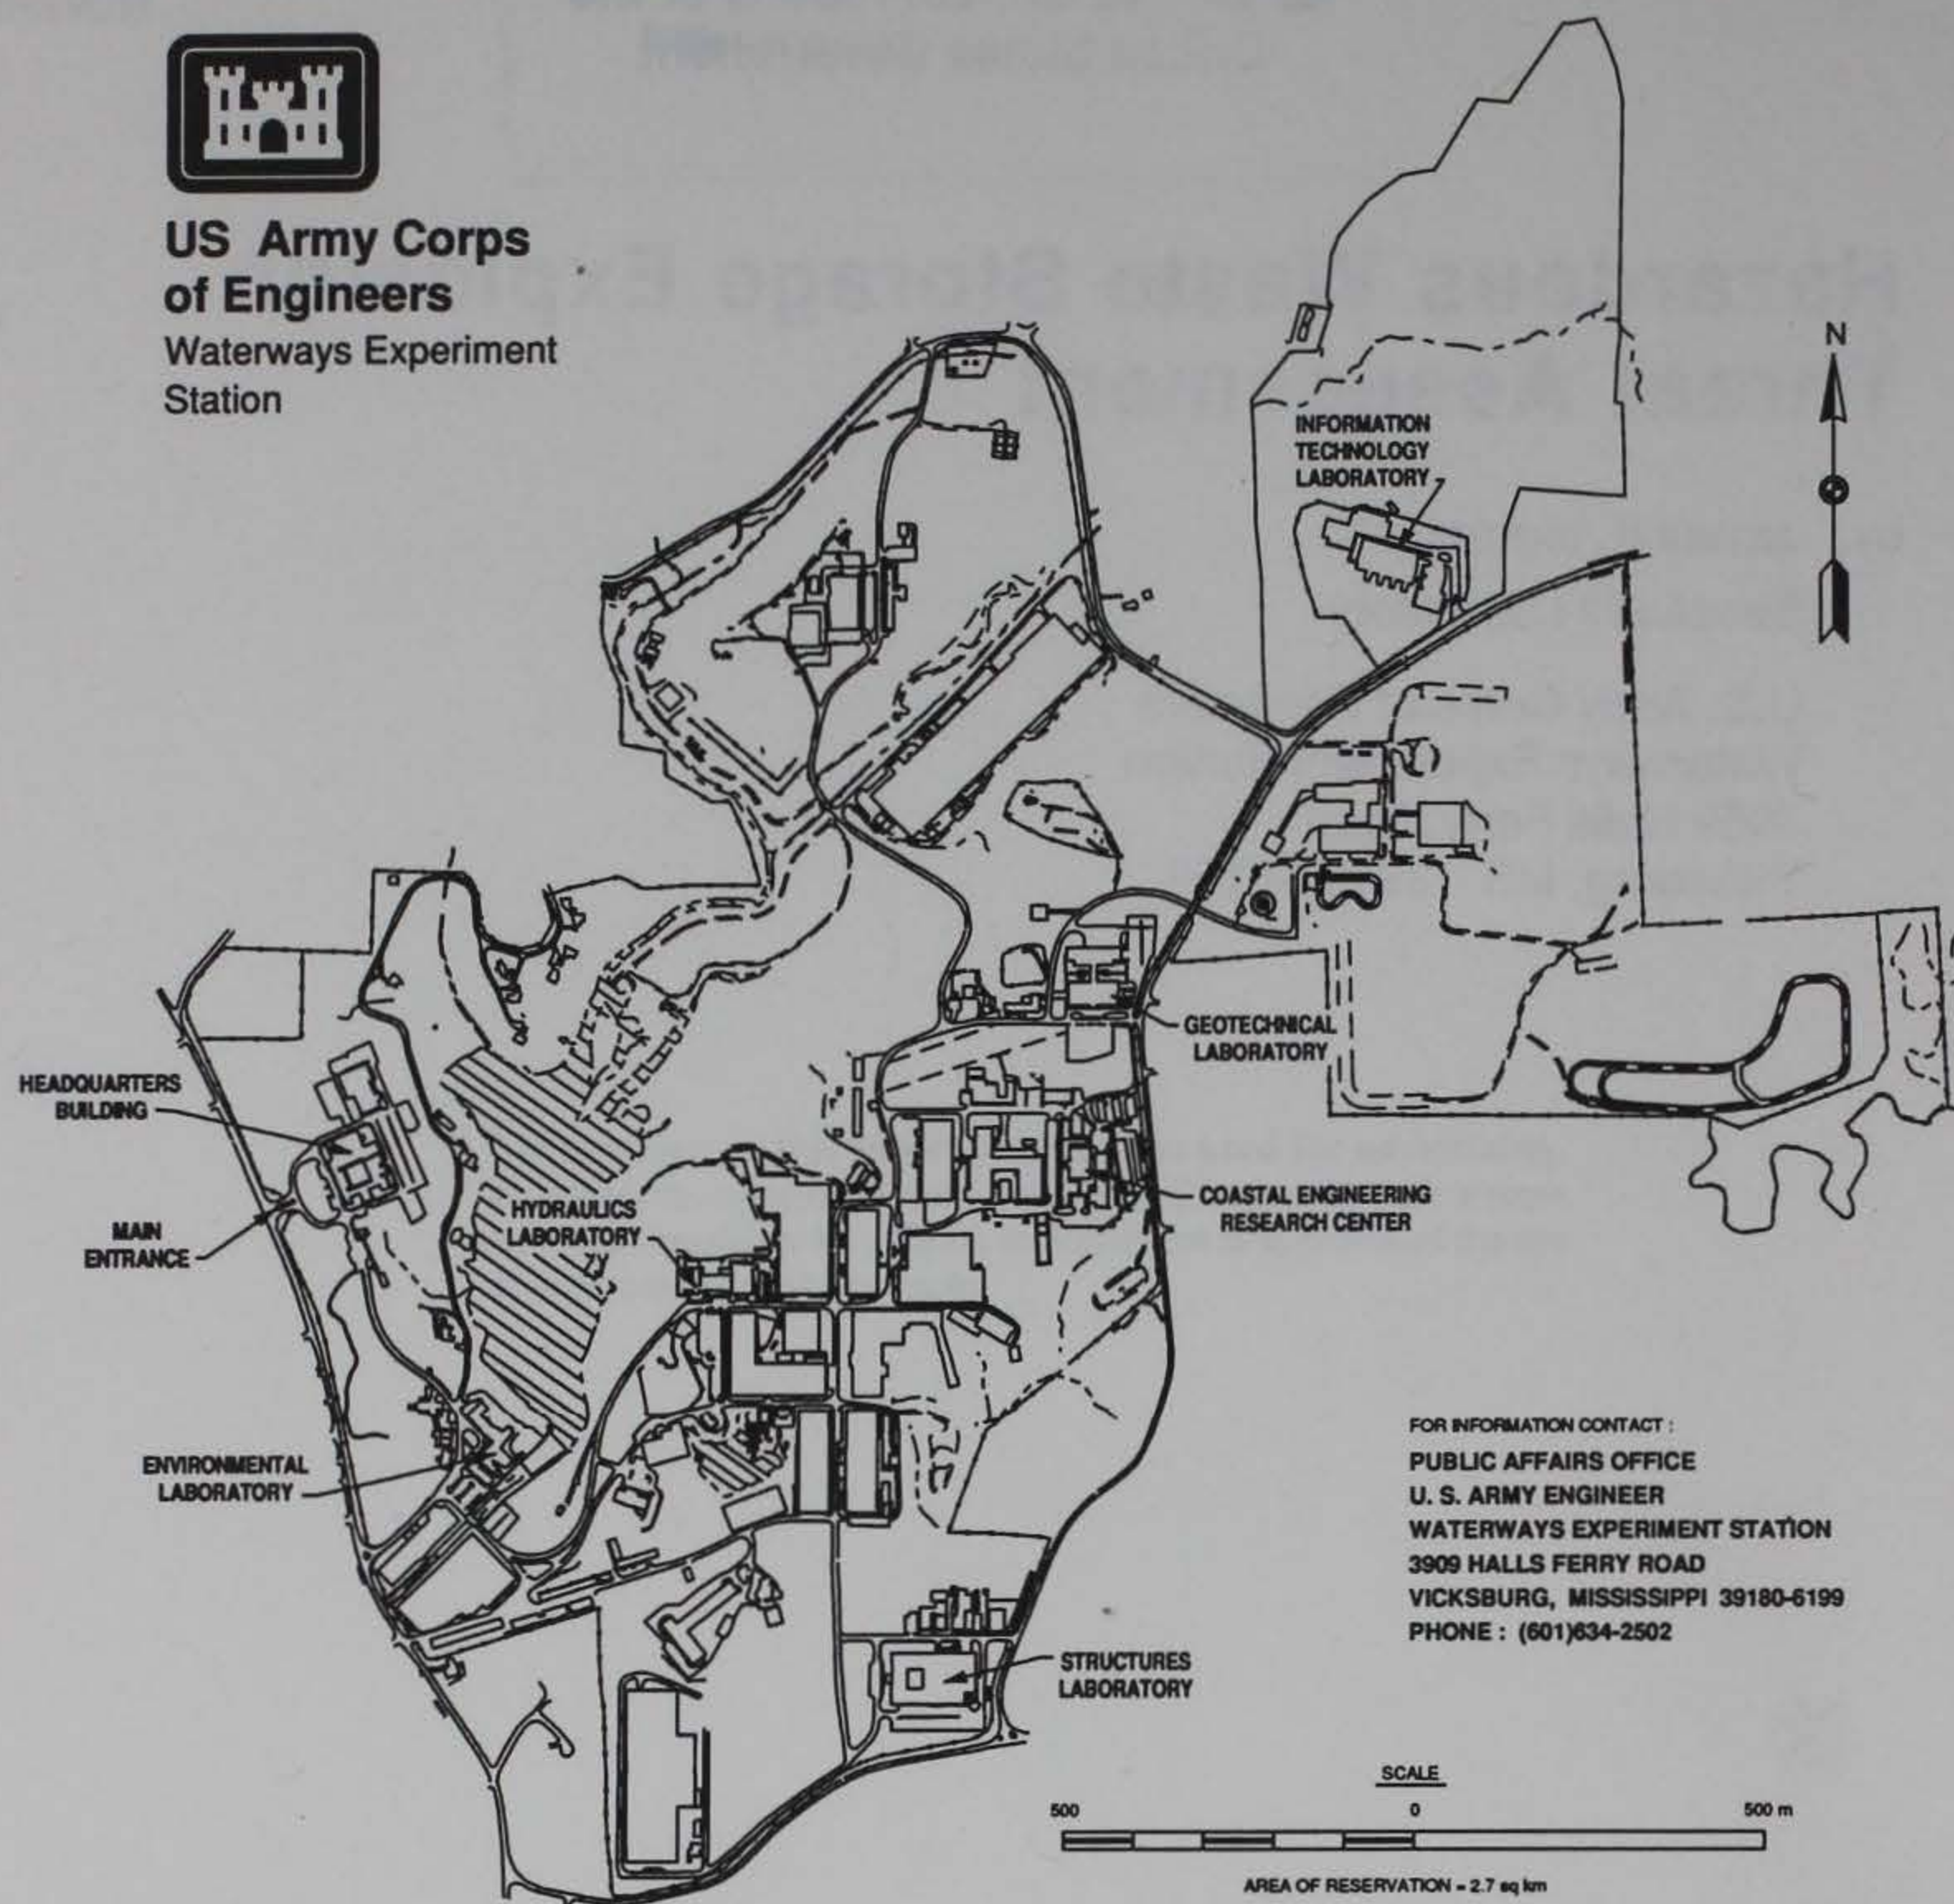 US Army Corps
of Engineers
Waterways Experiment
Station
N
INFORMATION
TECHNOLOGY
LABORATORY
GEOTECHNICAL
LABORATORY
HEADQUARTERS
BUILDING
HYDRAULICS
LABORATORY
COASTAL ENGINEERING
RESEARCH CENTER
MAIN
ENTRANCE
ENVIRONMENTAL
LABORATORY
STRUCTURES
LABORATORY
FOR INFORMATION CONTACT :
PUBLIC AFFAIRS OFFICE
U. S. ARMY ENGINEER
WATERWAYS EXPERIMENT STATION
3909 HALLS FERRY ROAD
VICKSBURG, MISSISSIPPI 39180-6199
PHONE : (601)634-2502
SCALE
500 0 500 m
AREA OF RESERVATION = 2.7 sq km